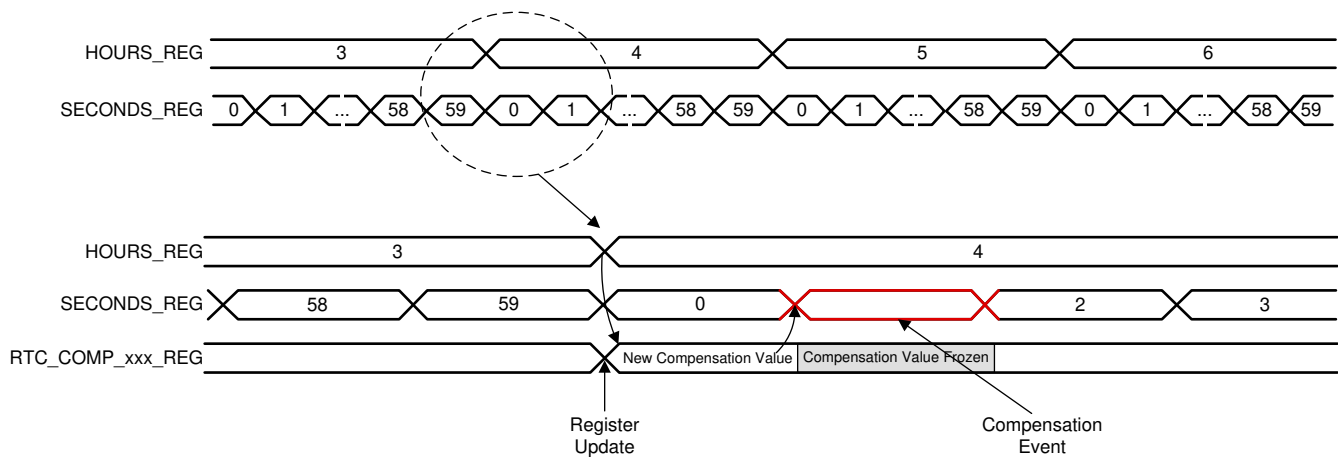 HOURS_REG 3 4 5 6
SECONDS_REG 0 1 ... 58 59 0 1 ... 58 59 0 1 ... 58 59 0 1 ... 58 59
HOURS_REG 3 4
SECONDS_REG 58 59 0 2 3
RTC_COMP_xxx_REG New Compensation Value Compensation Value Frozen
Register
Update
Compensation
Event